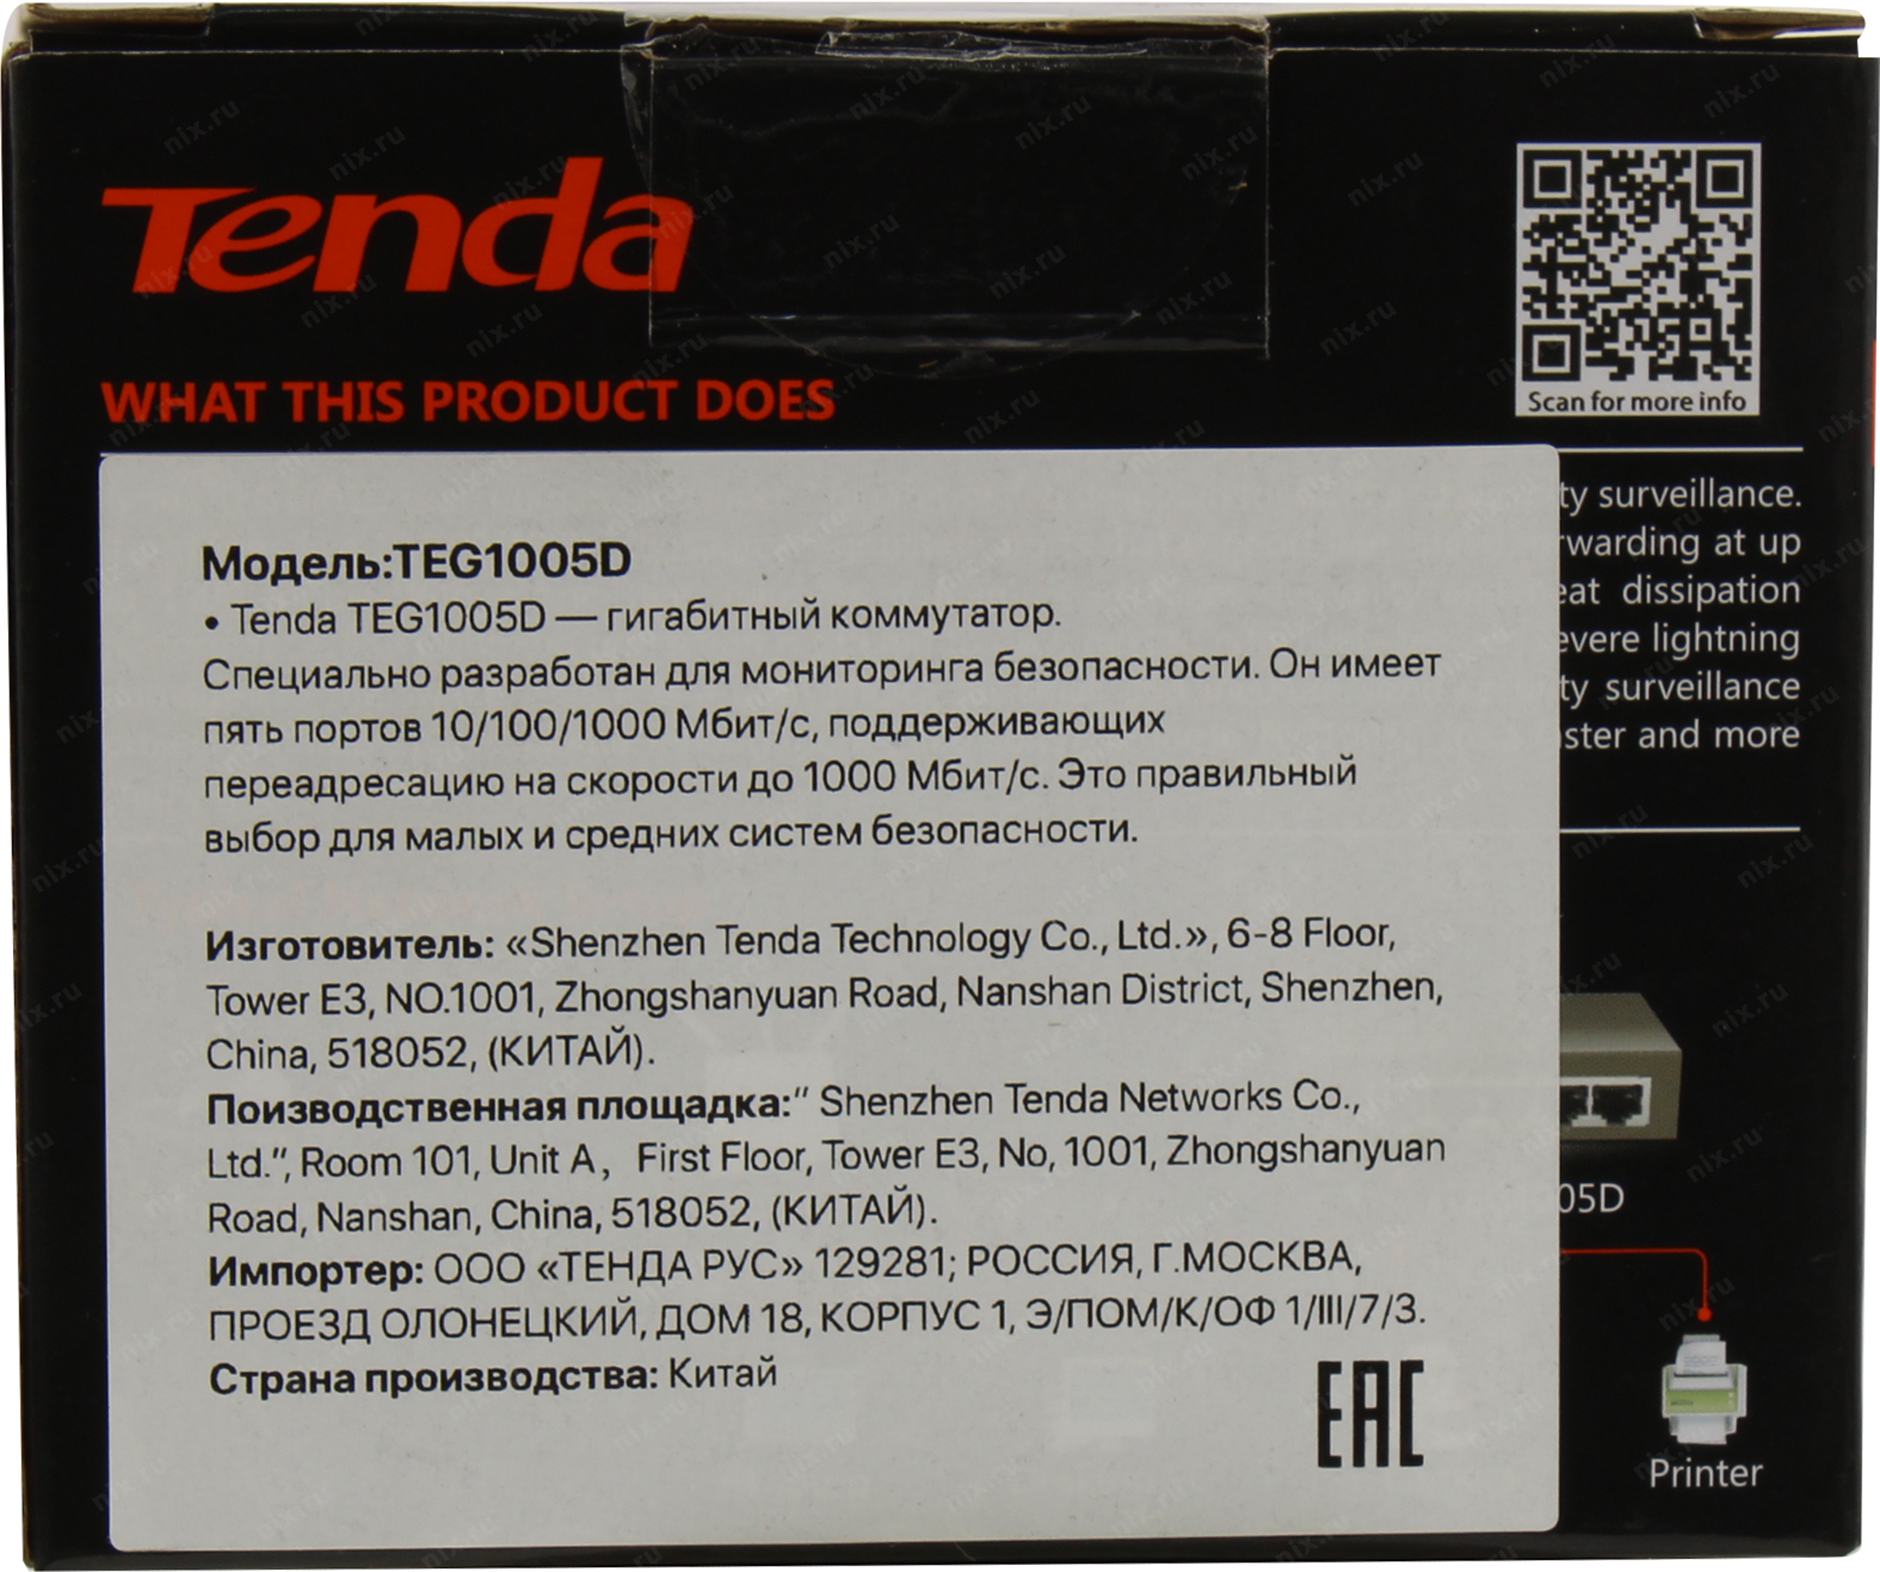 Tenda
WHAT THIS PRODUCT DOES
Scan for more info
ty surveillance.
warding at up
eat dissipation
evere lightning
ty surveillance
ster and more
Модель:TEG1005D
• Tenda TEG1005D — гигабитный коммутатор.
Специально разработан для мониторинга безопасности. Он имеет
пять портов 10/100/1000 Мбит/с, поддерживающих
переадресацию на скорости до 1000 Мбит/с. Это правильный
выбор для малых и средних систем безопасности.
Изготовитель: «Shenzhen Tenda Technology Co., Ltd.», 6-8 Floor,
Tower E3, NO.1001, Zhongshanyuan Road, Nanshan District, Shenzhen,
China, 518052, (КИТАЙ).
Поизводственная площадка:" Shenzhen Tenda Networks Co.,
Ltd.", Room 101, Unit A， First Floor, Tower E3, No, 1001, Zhongshanyuan
Road, Nanshan, China, 518052, (КИТАЙ).
Импортер: ООО «ТЕНДА РУС» 129281; РОССИЯ, Г.МОСКВА,
ПРОЕЗД ОЛОНЕЦКИЙ, ДОМ 18, КОРПУС 1, Э/ПОМ/К/ОФ 1/III/7/3.
Страна производства: Китай
EAC
05D
Printer
nix.ru